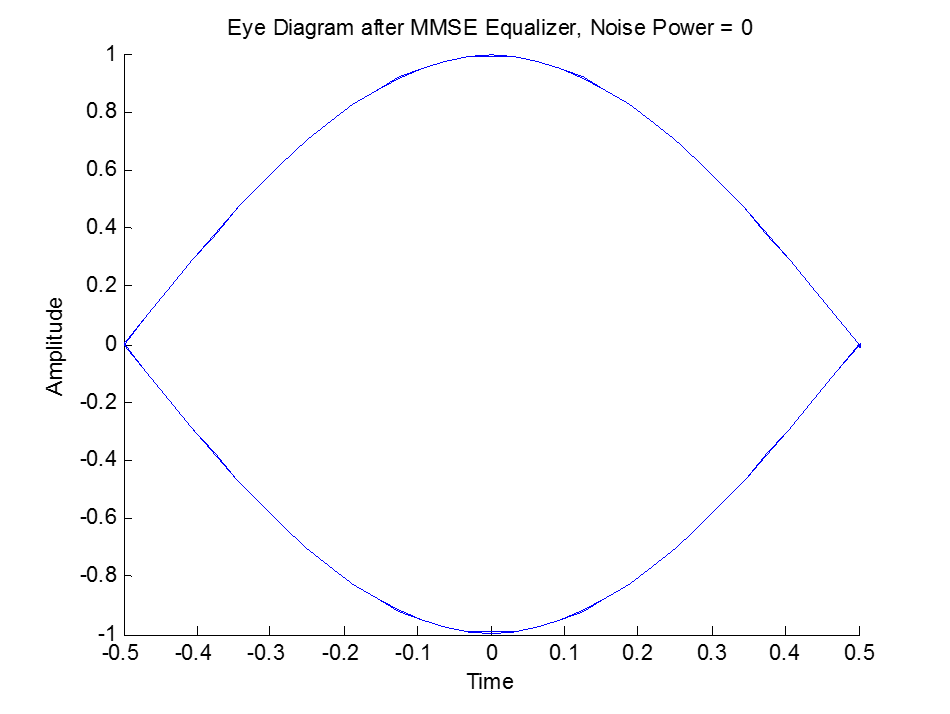 Eye Diagram after MMSE Equalizer, Noise Power = 0
1
0.8
0.6
0.4
0.2
0
-0.2
-0.4
-0.6
-0.8
-1
Amplitude
-0.5 -0.4 -0.3 -0.2 -0.1 0 0.1 0.2 0.3 0.4 0.5
Time